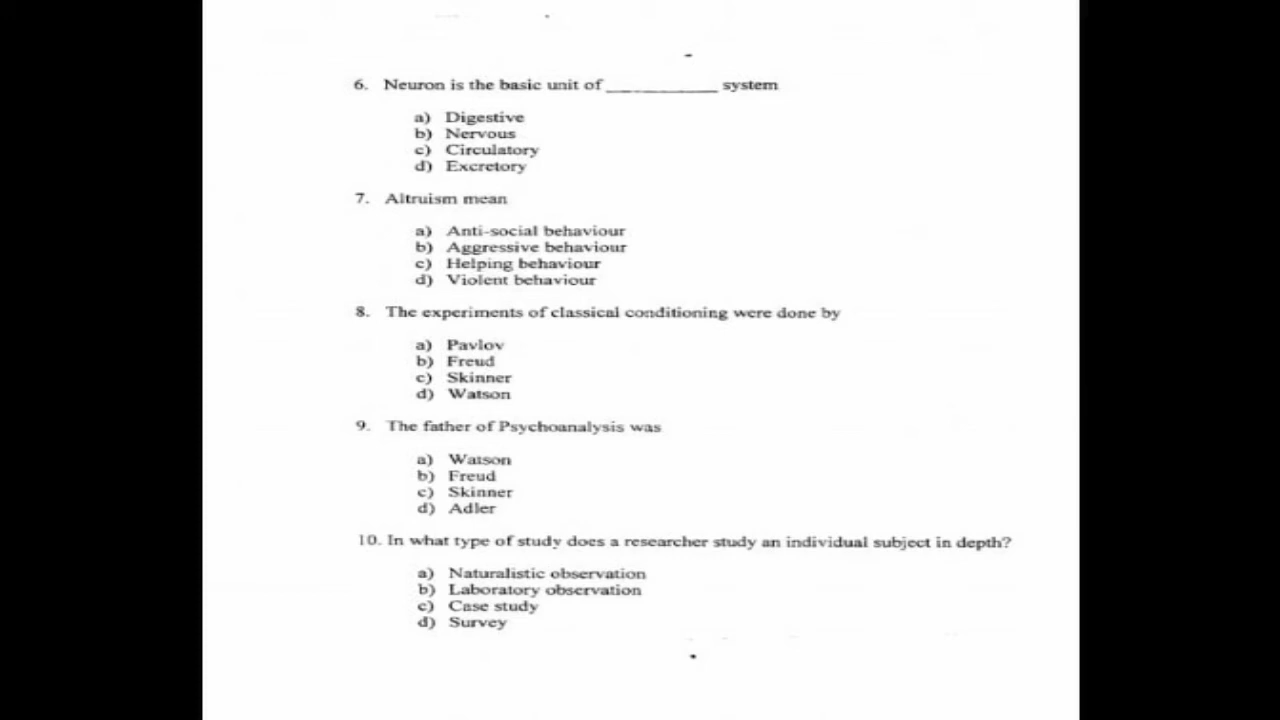 6. Neuron is the basic unit of __________ system
a) Digestive
b) Nervous
c) Circulatory
d) Excretory
7. Altruism mean
a) Anti-social behaviour
b) Aggressive behaviour
c) Helping behaviour
d) Violent behaviour
8. The experiments of classical conditioning were done by
a) Pavlov
b) Freud
c) Skinner
d) Watson
9. The father of Psychoanalysis was
a) Watson
b) Freud
c) Skinner
d) Adler
10. In what type of study does a researcher study an individual subject in depth?
a) Naturalistic observation
b) Laboratory observation
c) Case study
d) Survey